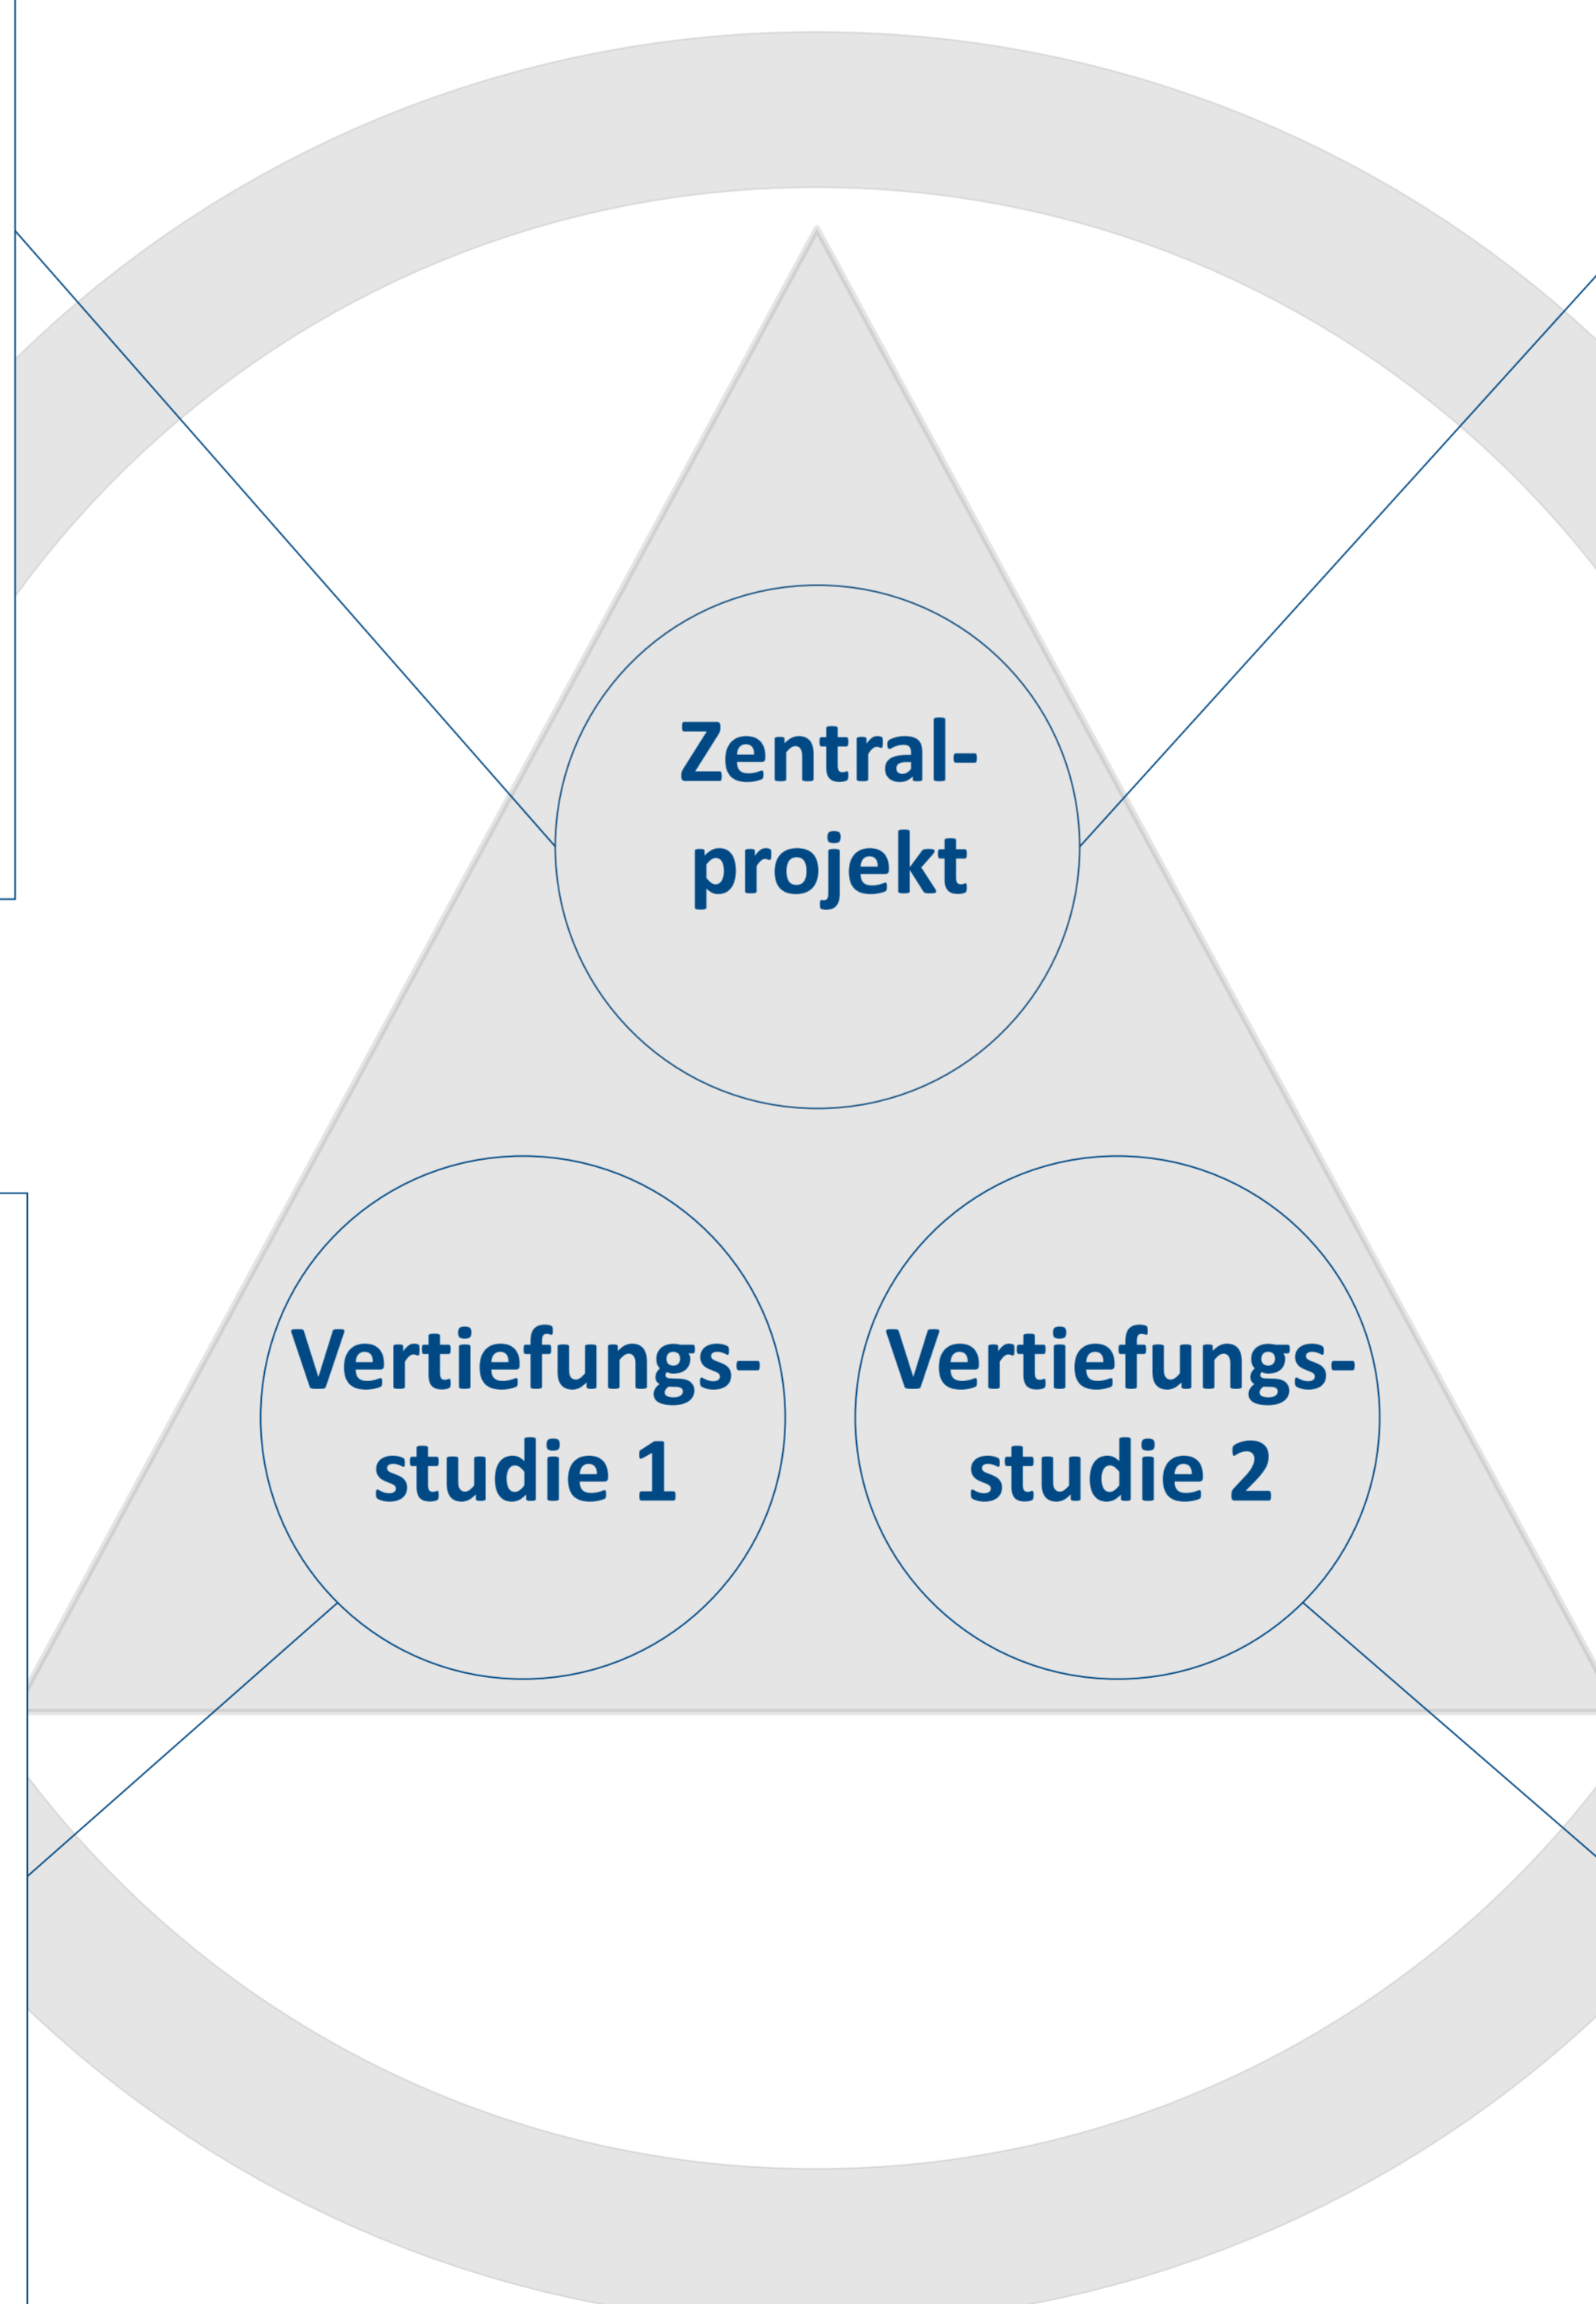 Zentral-
projekt
Vertiefungs-
studie 1
Vertiefungs-
studie 2